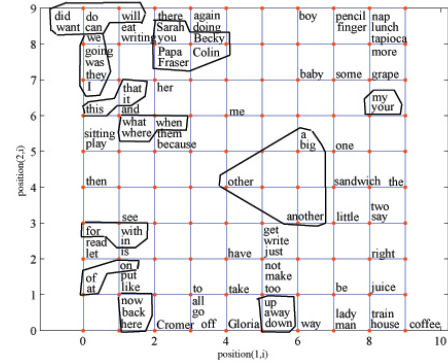 9 did do will there again boy pencil nap
want can eat Sarah doing finger lunch
8 we writing you Becky tapioca
going Papa Colin more
was Fraser
7 they baby some grape
I that her
it my
6 this and me your
what when a
sitting where them big one
5 play because
4 then other sandwich the
3 see another little two
say
for with get
read in write
2 let is have just right
on not
of put make
1 at like to take too be juice
now all up lady train
back go away
0 here Cromer off Gloria down way man house coffee
0 1 2 3 4 5 6 7 8 9 10
position(1,i)
position(2,i)